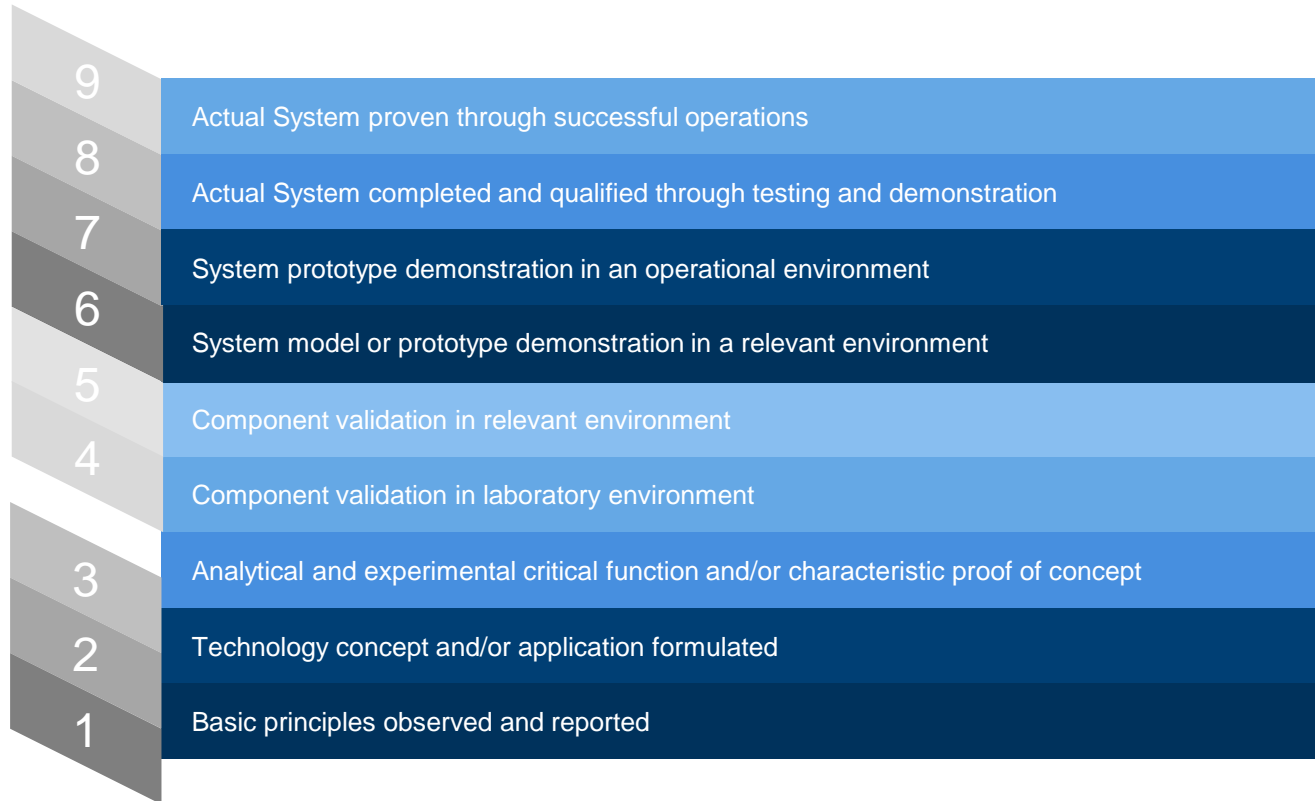 9
Actual System proven through successful operations
8
Actual System completed and qualified through testing and demonstration
7
System prototype demonstration in an operational environment
6
System model or prototype demonstration in a relevant environment
5
Component validation in relevant environment
4
Component validation in laboratory environment
3
Analytical and experimental critical function and/or characteristic proof of concept
2
Technology concept and/or application formulated
1
Basic principles observed and reported